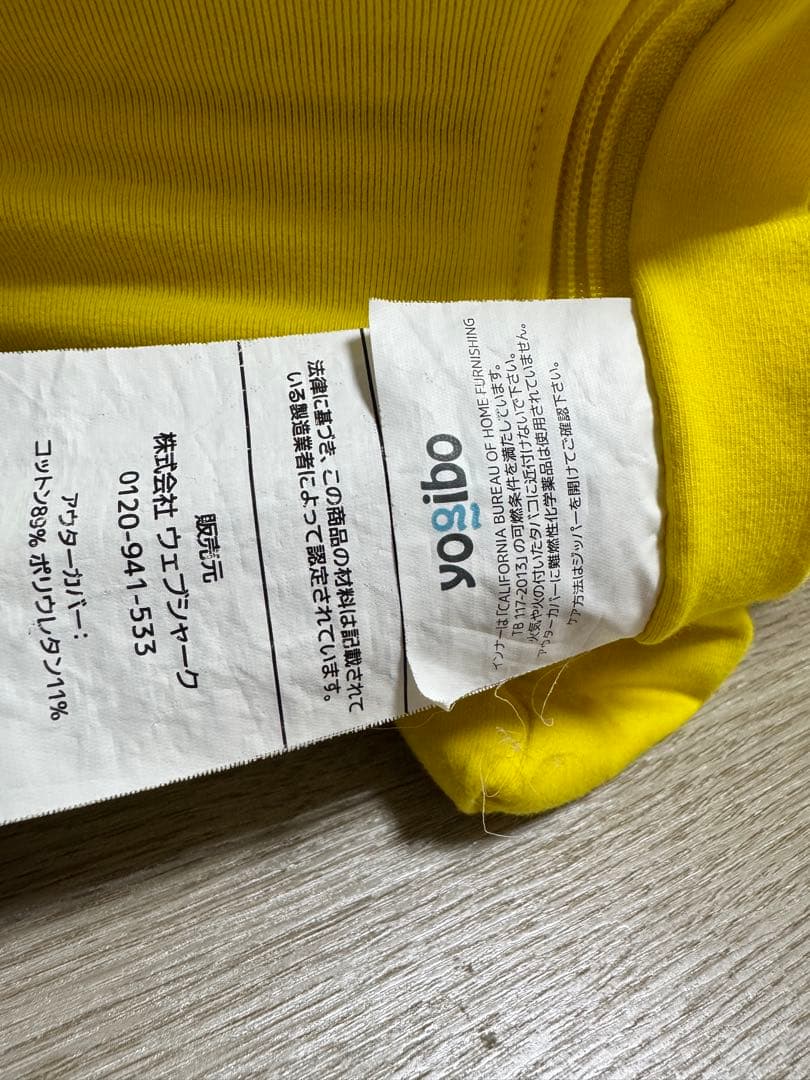 yogibo
インナーは「CALIFORNIA BUREAU OF HOME FURNISHING
TB 117-2013」の可燃条件を満たしています。
火気や火の付いたタバコに近付けないで下さい。
アウターカバーに難燃性化学薬品は使用されていません。
ケア方法はジッパーを開けてご確認下さい。
法律に基づき、この商品の材料は記載されて
いる製造業者によって認定されています。
販売元
株式会社 ウェブシャーク
0120-941-533
アウターカバー：
コットン89% ポリウレタン11%